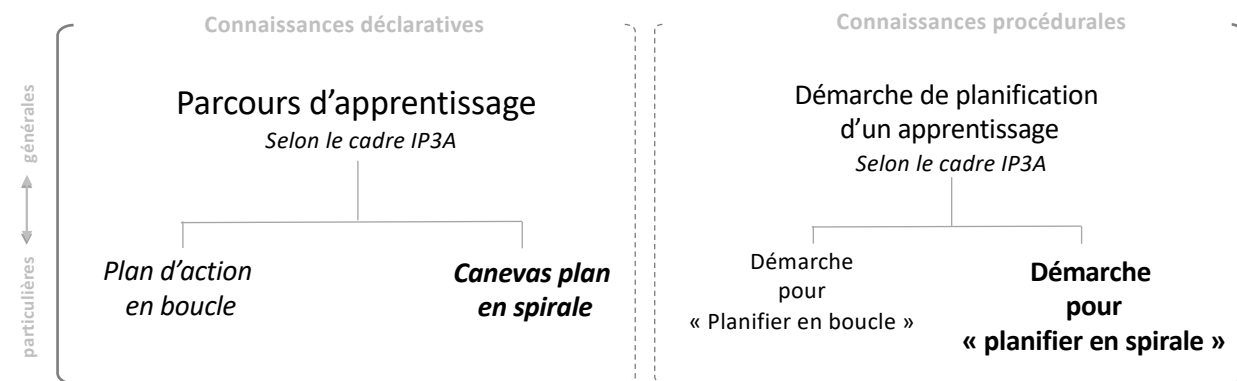 Connaissances déclaratives
Connaissances procédurales
générales
particulières
Parcours d'apprentissage
Selon le cadre IP3A
Plan d'action
en boucle
Canevas plan
en spirale
Démarche de planification
d'un apprentissage
Selon le cadre IP3A
Démarche
pour
« Planifier en boucle »
Démarche
pour
« planifier en spirale »